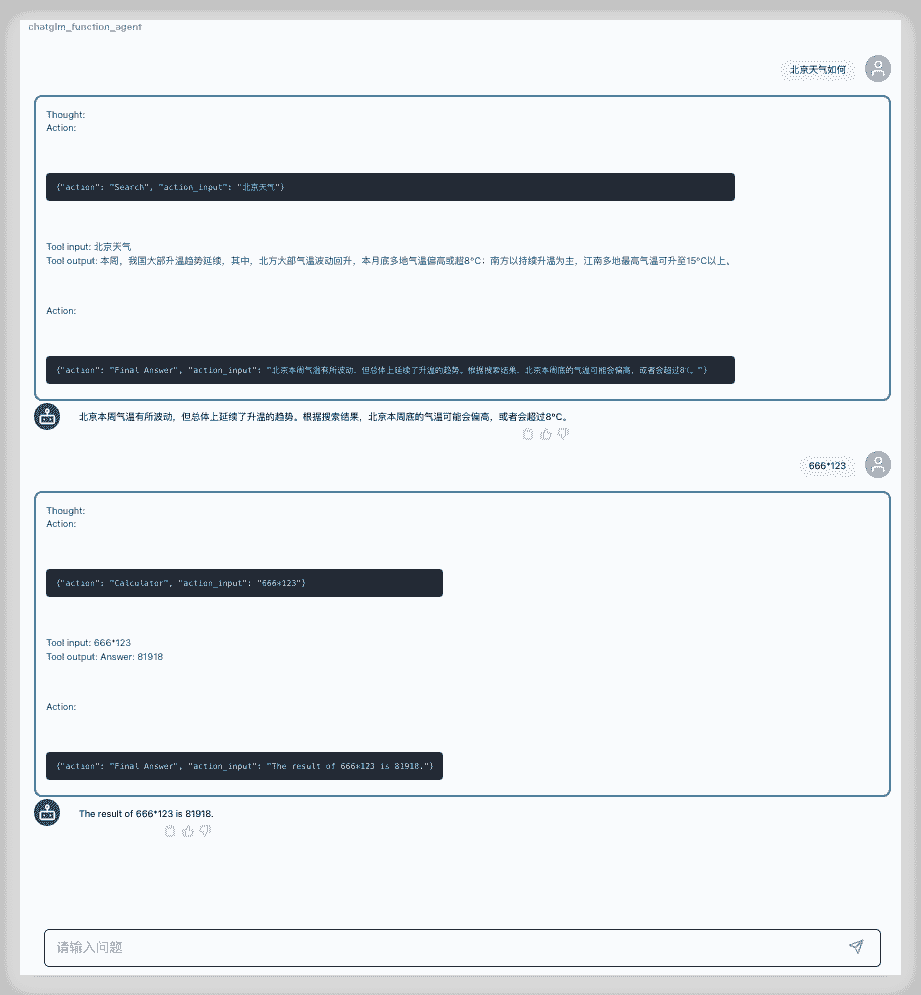 chatglm_function_agent
北京天气如何
Thought:
Action:
{"action": "Search", "action_input": "北京天气"}
Tool input: 北京天气
Tool output: 本周，我国大部升温趋势延续，其中，北方大部气温波动回升，本月底多地气温偏高或超8°C；南方以持续升温为主，江南多地最高气温可升至15°C以上。
Action:
{"action": "Final Answer", "action_input": "北京本周气温有所波动，但总体上延续了升温的趋势。根据搜索结果，北京本周底的气温可能会偏高，或者会超过8℃。"}
北京本周气温有所波动，但总体上延续了升温的趋势。根据搜索结果，北京本周底的气温可能会偏高，或者会超过8°C。
666*123
Thought:
Action:
{"action": "Calculator", "action_input": "666*123"}
Tool input: 666*123
Tool output: Answer: 81918
Action:
{"action": "Final Answer", "action_input": "The result of 666*123 is 81918."}
The result of 666*123 is 81918.
请输入问题